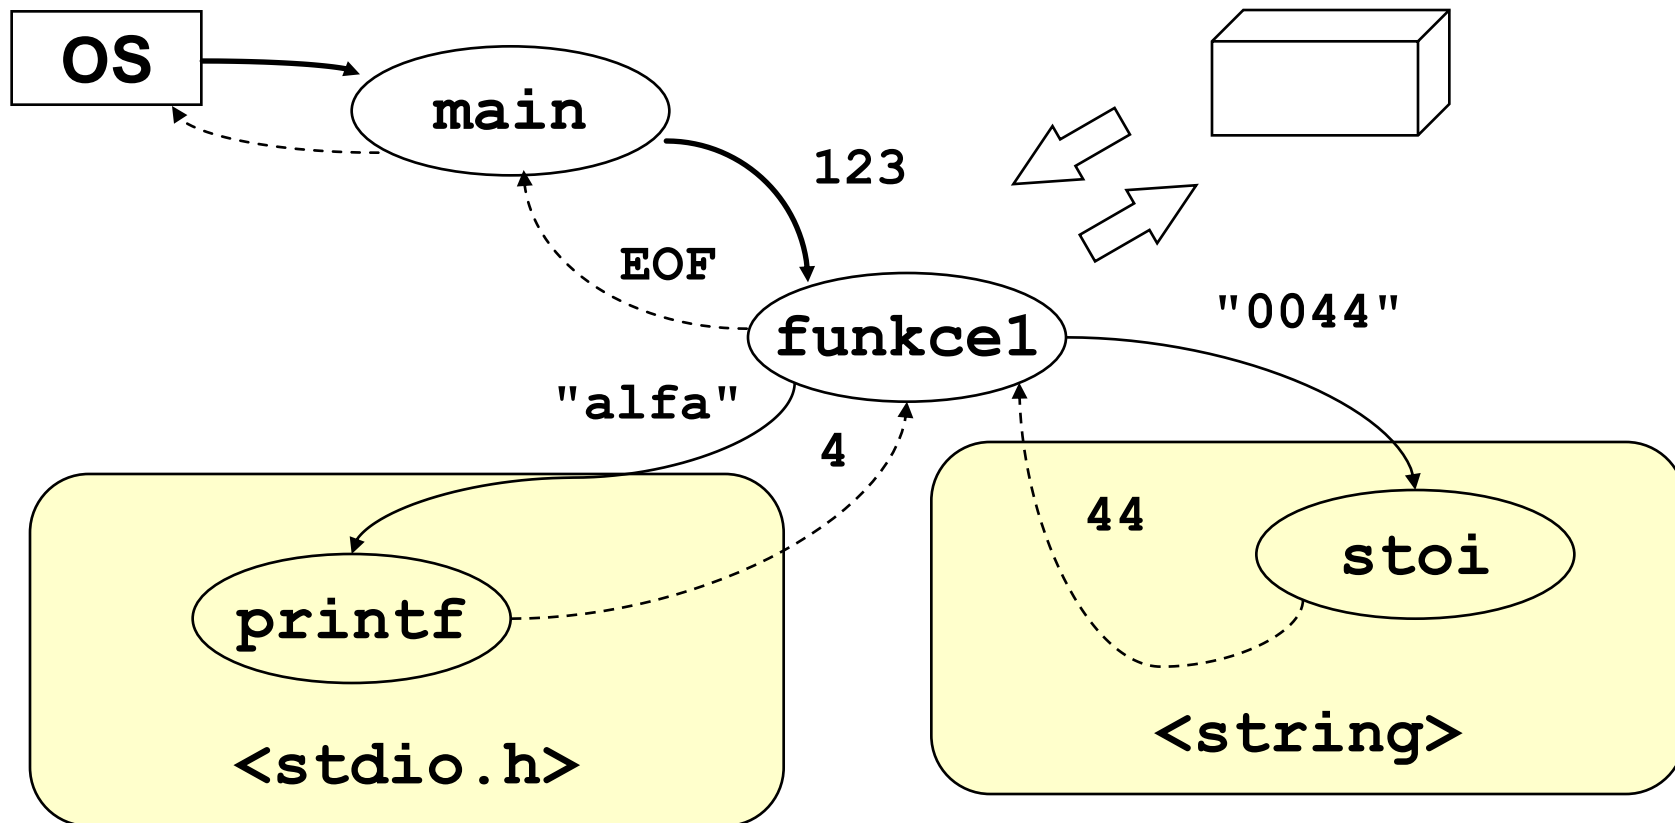 OS
main
123
EOF
funkce1
"0044"
"alfa"
4
44
stoi
printf
<string>
<stdio.h>